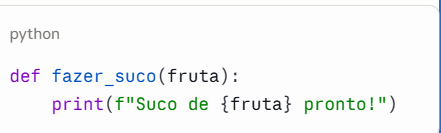 python
def fazer_suco(fruta):
    print(f"Suco de {fruta} pronto!")